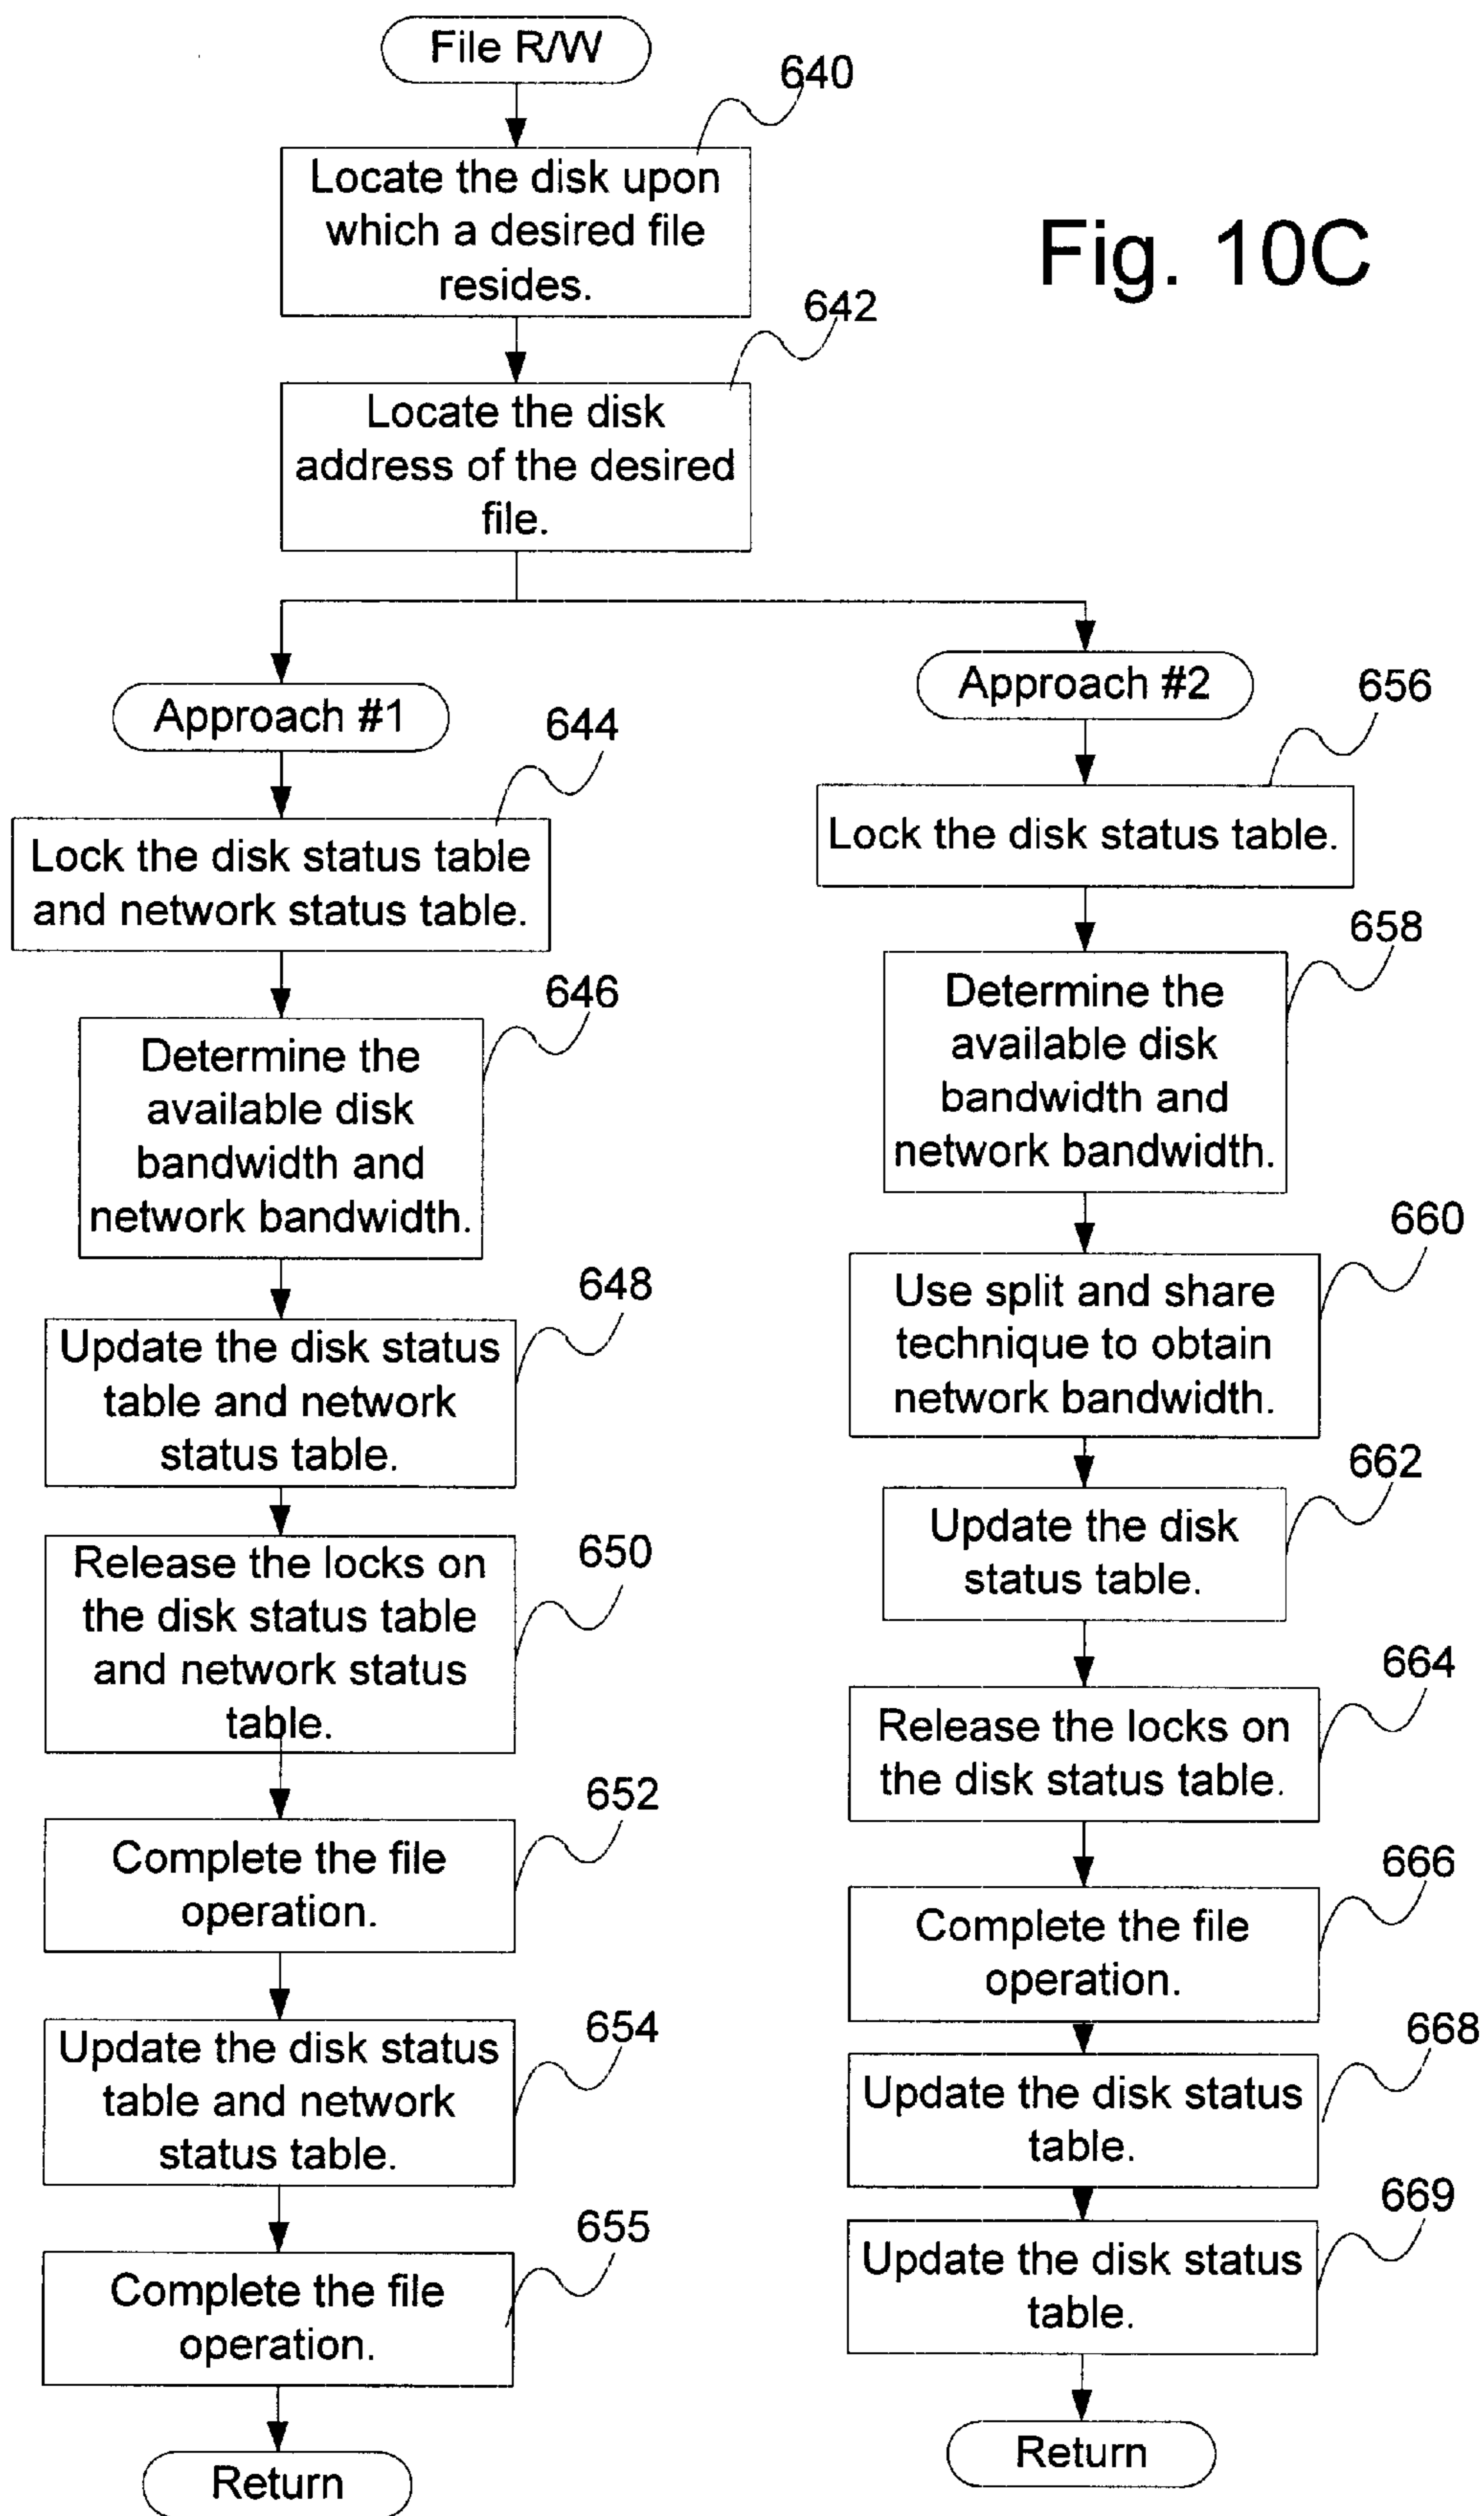 File R/W
640
Locate the disk upon
which a desired file
resides.
Fig. 10C
642
Locate the disk
address of the desired
file.
Approach #1
644
Lock the disk status table
and network status table.
646
Determine the
available disk
bandwidth and
network bandwidth.
648
Update the disk status
table and network
status table.
650
Release the locks on
the disk status table
and network status
table.
652
Complete the file
operation.
654
Update the disk status
table and network
status table.
655
Complete the file
operation.
Return
Approach #2
656
Lock the disk status table.
658
Determine the
available disk
bandwidth and
network bandwidth.
660
Use split and share
technique to obtain
network bandwidth.
662
Update the disk
status table.
664
Release the locks on
the disk status table.
666
Complete the file
operation.
668
Update the disk status
table.
669
Update the disk status
table.
Return